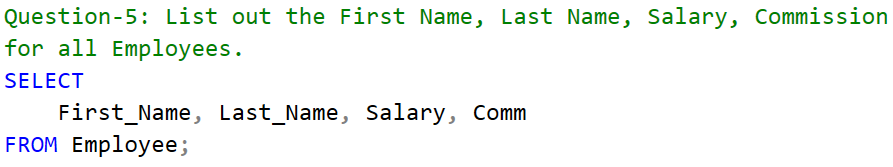 Question-5: List out the First Name, Last Name, Salary, Commission
for all Employees.
SELECT
First_Name, Last_Name, Salary, Comm
FROM Employee;